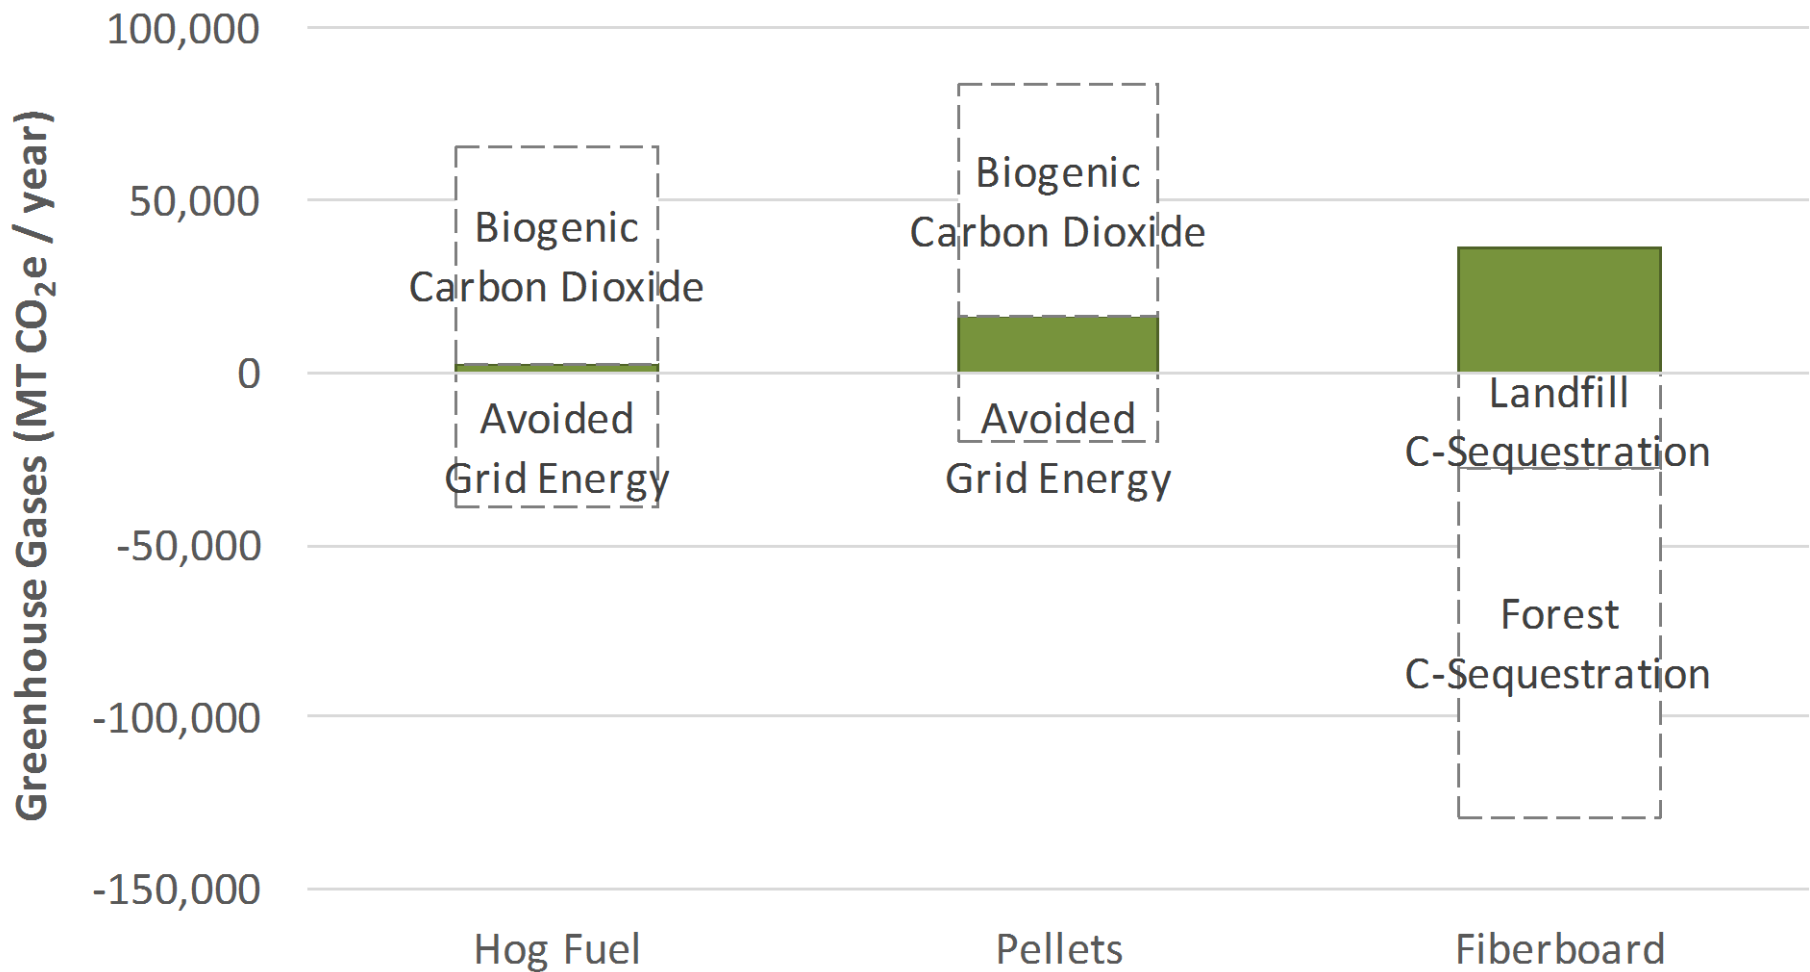 Greenhouse Gases (MT CO₂e / year)
100,000
50,000
0
-50,000
-100,000
-150,000
Biogenic
Carbon Dioxide
Avoided
Grid Energy
Biogenic
Carbon Dioxide
Avoided
Grid Energy
Landfill
C-Sequestration
Forest
C-Sequestration
Hog Fuel
Pellets
Fiberboard